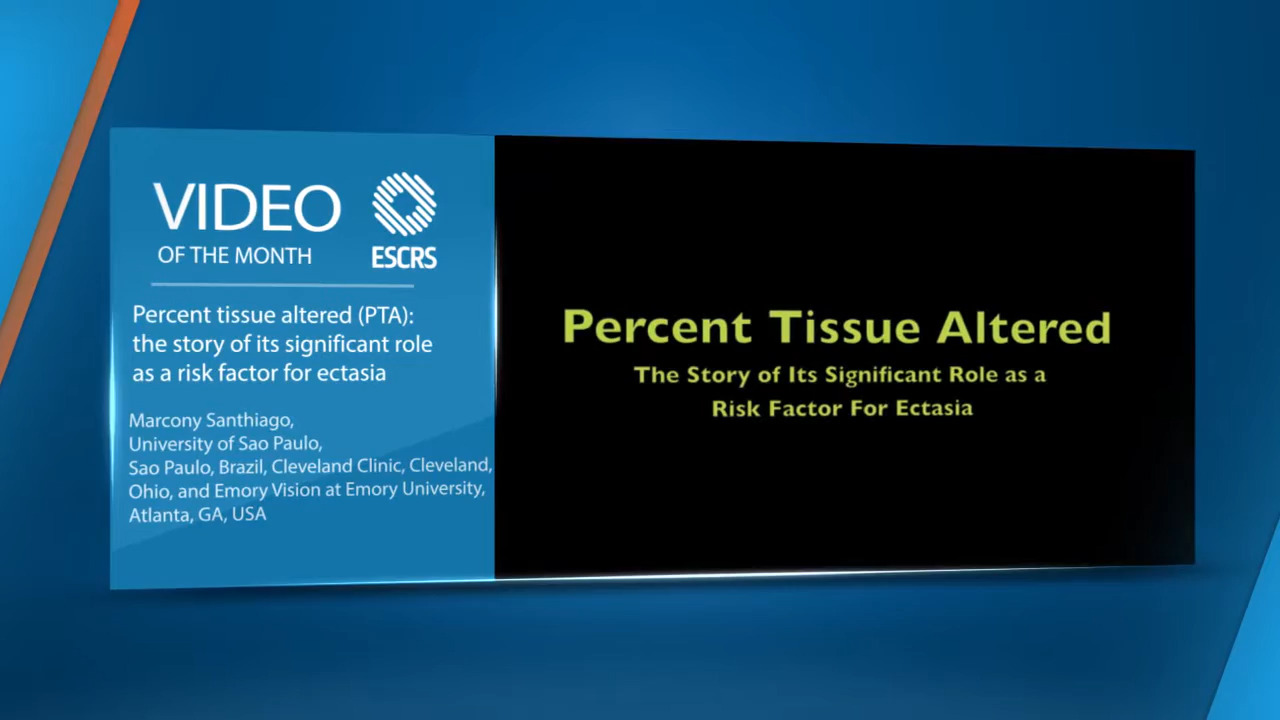 VIDEO
OF THE MONTH
ESCRS
Percent tissue altered (PTA):
the story of its significant role
as a risk factor for ectasia
Marcony Santhiago,
University of Sao Paulo,
Sao Paulo, Brazil, Cleveland Clinic, Cleveland,
Ohio, and Emory Vision at Emory University,
Atlanta, GA, USA
Percent Tissue Altered
The Story of Its Significant Role as a
Risk Factor For Ectasia